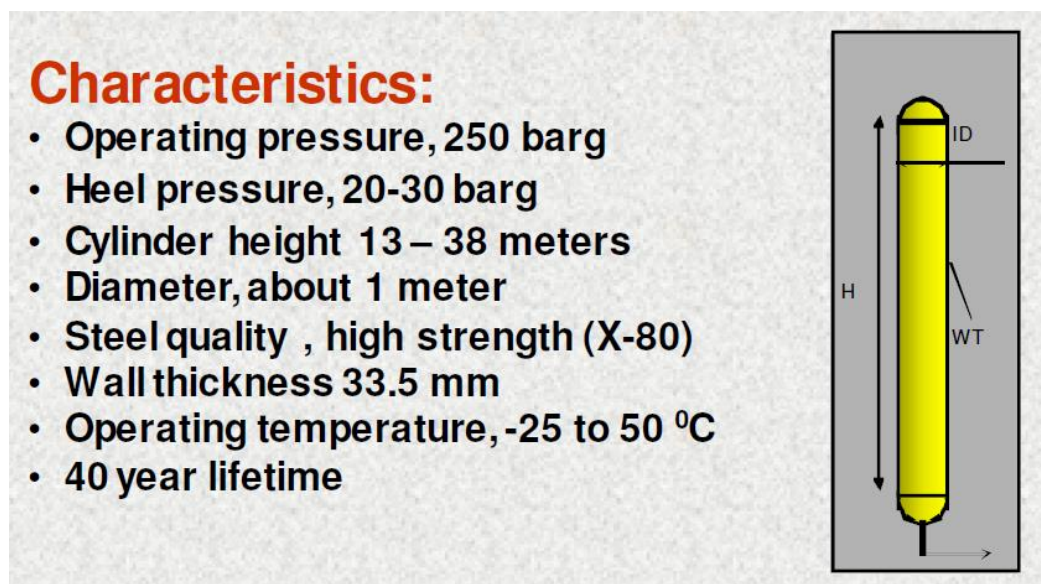 Characteristics:
• Operating pressure, 250 barg
• Heel pressure, 20-30 barg
• Cylinder height 13 – 38 meters
• Diameter, about 1 meter
• Steel quality , high strength (X-80)
• Wall thickness 33.5 mm
• Operating temperature, -25 to 50 ⁰C
• 40 year lifetime
ID
H
WT